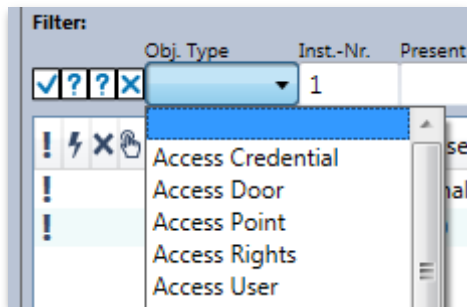 Filter:
Obj. Type Inst.-Nr. Present
1
Access Credential
Access Door
Access Point
Access Rights
Access User